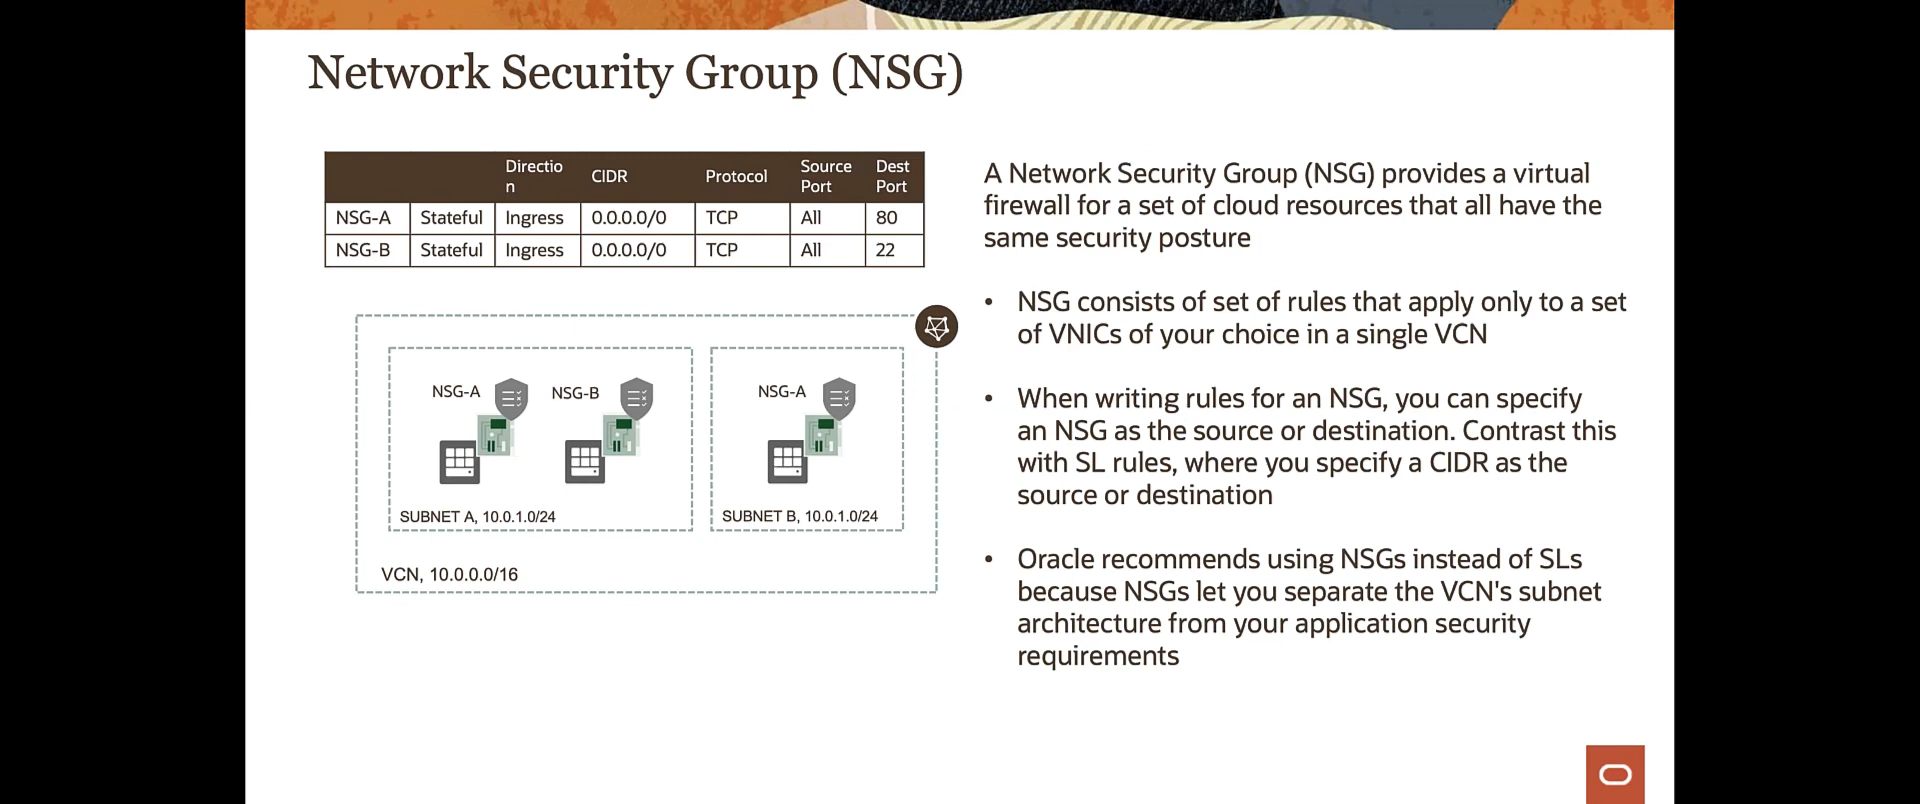 Network Security Group (NSG)
Directio
n
CIDR
Protocol
Source
Port
Dest
Port
NSG-A Stateful Ingress 0.0.0.0/0 TCP All 80
NSG-B Stateful Ingress 0.0.0.0/0 TCP All 22
NSG-A
NSG-B
NSG-A
SUBNET A, 10.0.1.0/24
SUBNET B, 10.0.1.0/24
VCN, 10.0.0.0/16
A Network Security Group (NSG) provides a virtual
firewall for a set of cloud resources that all have the
same security posture
• NSG consists of set of rules that apply only to a set
of VNICs of your choice in a single VCN
• When writing rules for an NSG, you can specify
an NSG as the source or destination. Contrast this
with SL rules, where you specify a CIDR as the
source or destination
• Oracle recommends using NSGs instead of SLs
because NSGs let you separate the VCN's subnet
architecture from your application security
requirements